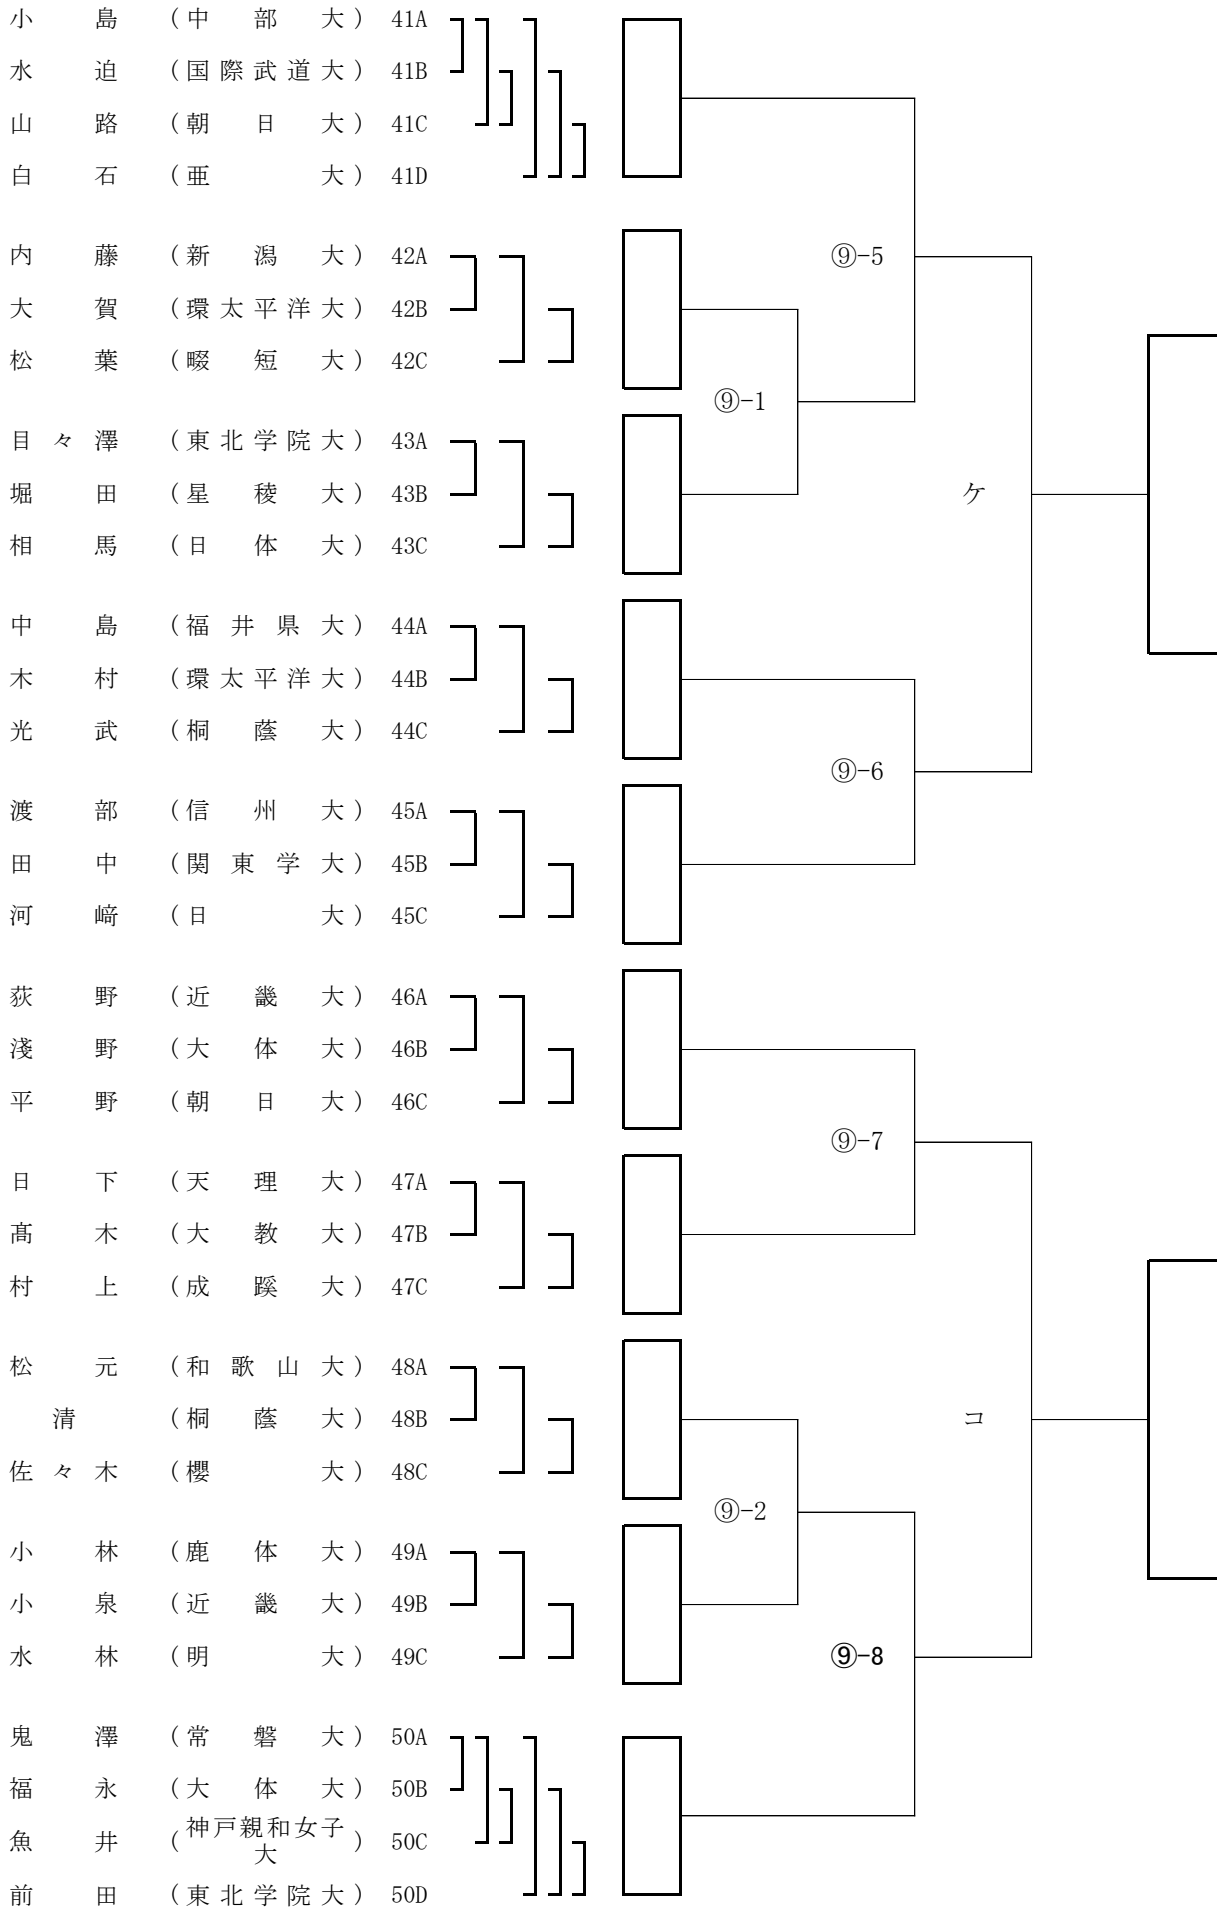 小島（中部大） 41A
水迫（国際武道大） 41B
山路（朝日大） 41C
白石（亜大） 41D
内藤（新潟大） 42A
⑨-5
大賀（環太平洋大） 42B
松葉（畷短大） 42C
⑨-1
目々澤（東北学院大） 43A
堀田（星稜大） 43B
ケ
相馬（日体大） 43C
中島（福井県大） 44A
木村（環太平洋大） 44B
光武（桐蔭大） 44C
⑨-6
渡部（信州大） 45A
田中（関東学大） 45B
河﨑（日大） 45C
荻野（近畿大） 46A
淺野（大体大） 46B
平野（朝日大） 46C
⑨-7
日下（天理大） 47A
髙木（大教大） 47B
村上（成蹊大） 47C
松元（和歌山大） 48A
清（桐蔭大） 48B
コ
佐々木（櫻大） 48C
⑨-2
小林（鹿体大） 49A
小泉（近畿大） 49B
水林（明大） 49C
⑨-8
鬼澤（常磐大） 50A
福永（大体大） 50B
魚井（神戸親和女子大） 50C
前田（東北学院大） 50D